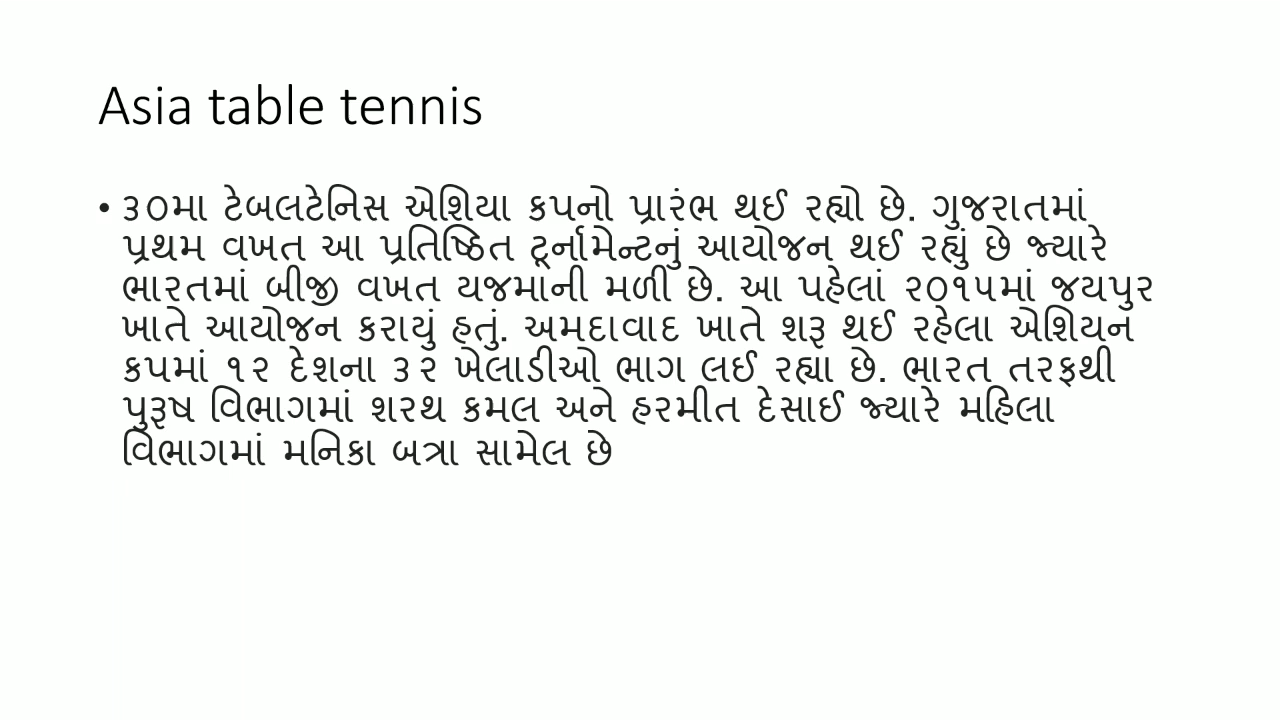 Asia table tennis
• ૩૦મા ટેબલટેનિસ એશિયા કપનો પ્રારંભ થઈ રહ્યો છે. ગુજરાતમાં
પ્રથમ વખત આ પ્રતિષ્ઠિત ટૂર્નામેન્ટનું આયોજન થઈ રહ્યું છે જ્યારે
ભારતમાં બીજી વખત યજમાની મળી છે. આ પહેલાં ૨૦૧૫માં જયપુર
ખાતે આયોજન કરાયું હતું. અમદાવાદ ખાતે શરૂ થઈ રહેલા એશિયન
કપમાં ૧૨ દેશના ૩૨ ખેલાડીઓ ભાગ લઈ રહ્યા છે. ભારત તરફથી
પુરૂષ વિભાગમાં શરથ કમલ અને હરમીત દેસાઈ જ્યારે મહિલા
વિભાગમાં મનિકા બત્રા સામેલ છે